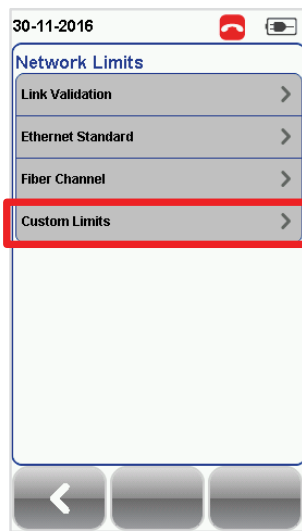 30-11-2016
Network Limits
Link Validation
Ethernet Standard
Fiber Channel
Custom Limits